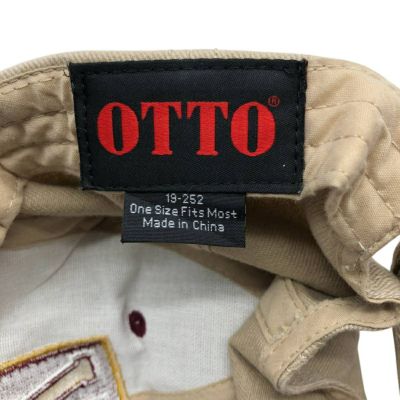 OTTO®
19-252
One Size Fits Most
Made in China